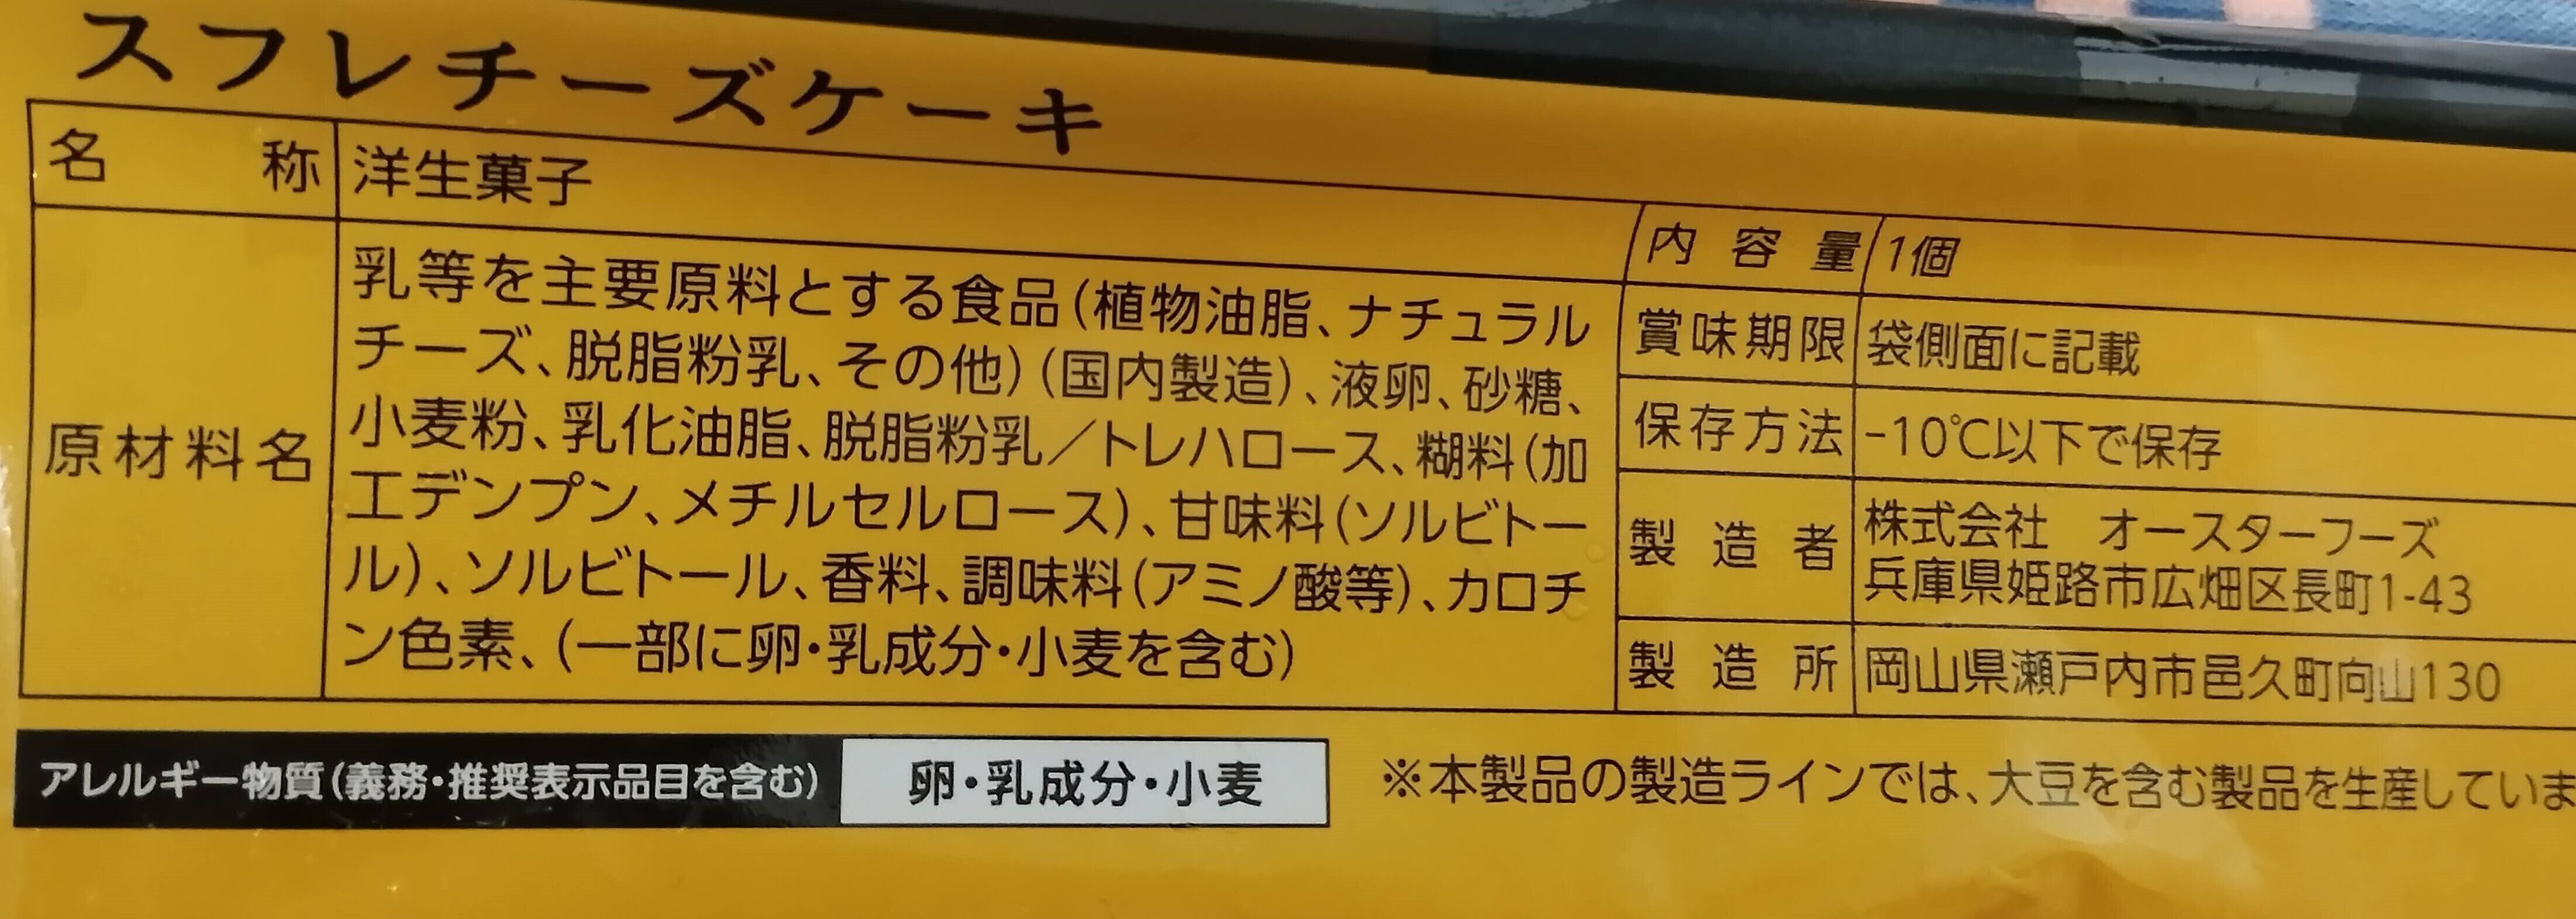 スフレチーズケーキ
名称 洋生菓子
原材料名
乳等を主要原料とする食品(植物油脂、ナチュラル
チーズ、脱脂粉乳、その他)(国内製造)、液卵、砂糖、
小麦粉、乳化油脂、脱脂粉乳/トレハロース、糊料(加
工デンプン、メチルセルロース)、甘味料(ソルビトー
ル)、ソルビトール、香料、調味料(アミノ酸等)、カロチ
ン色素、(一部に卵・乳成分・小麦を含む)
内容量 1個
賞味期限 袋側面に記載
保存方法 -10℃以下で保存
製造者 株式会社 オースターフーズ
兵庫県姫路市広畑区長町1-43
製造所 岡山県瀬戸内市邑久町向山130
アレルギー物質(義務・推奨表示品目を含む) 卵・乳成分・小麦
※本製品の製造ラインでは、大豆を含む製品を生産していま